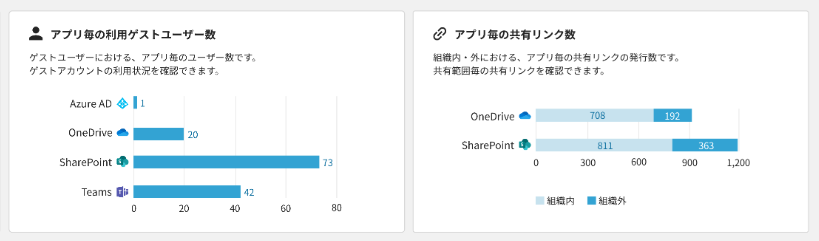 アプリ毎の利用ゲストユーザー数
ゲストユーザーにおける、アプリ毎のユーザー数です。
ゲストアカウントの利用状況を確認できます。
Azure AD 1
OneDrive 20
SharePoint 73
Teams 42
0 20 40 60 80
アプリ毎の共有リンク数
組織内・外における、アプリ毎の共有リンクの発行数です。
共有範囲毎の共有リンクを確認できます。
OneDrive 708 192
SharePoint 811 363
0 300 600 900 1,200
組織内 組織外